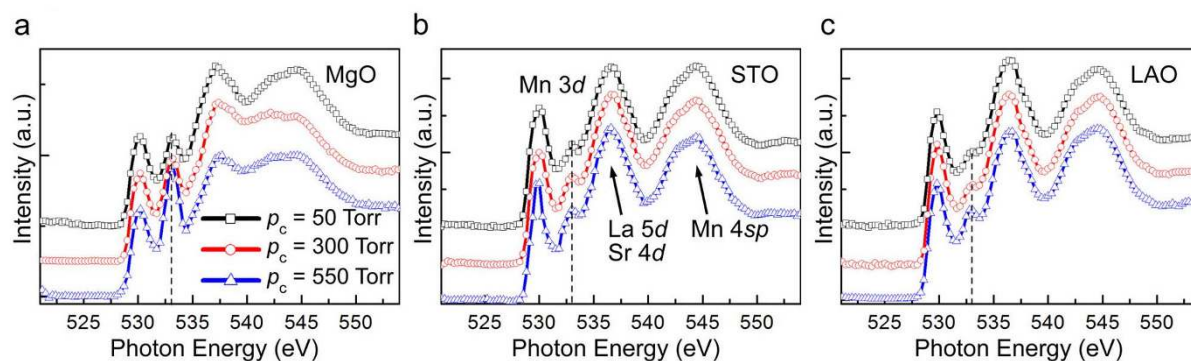 a
MgO
Intensity (a.u.)
p_c = 50 Torr
p_c = 300 Torr
p_c = 550 Torr
525 530 535 540 545 550
Photon Energy (eV)
b
STO
Mn 3d
La 5d
Sr 4d
Mn 4sp
Intensity (a.u.)
525 530 535 540 545 550
Photon Energy (eV)
c
LAO
Intensity (a.u.)
525 530 535 540 545 550
Photon Energy (eV)